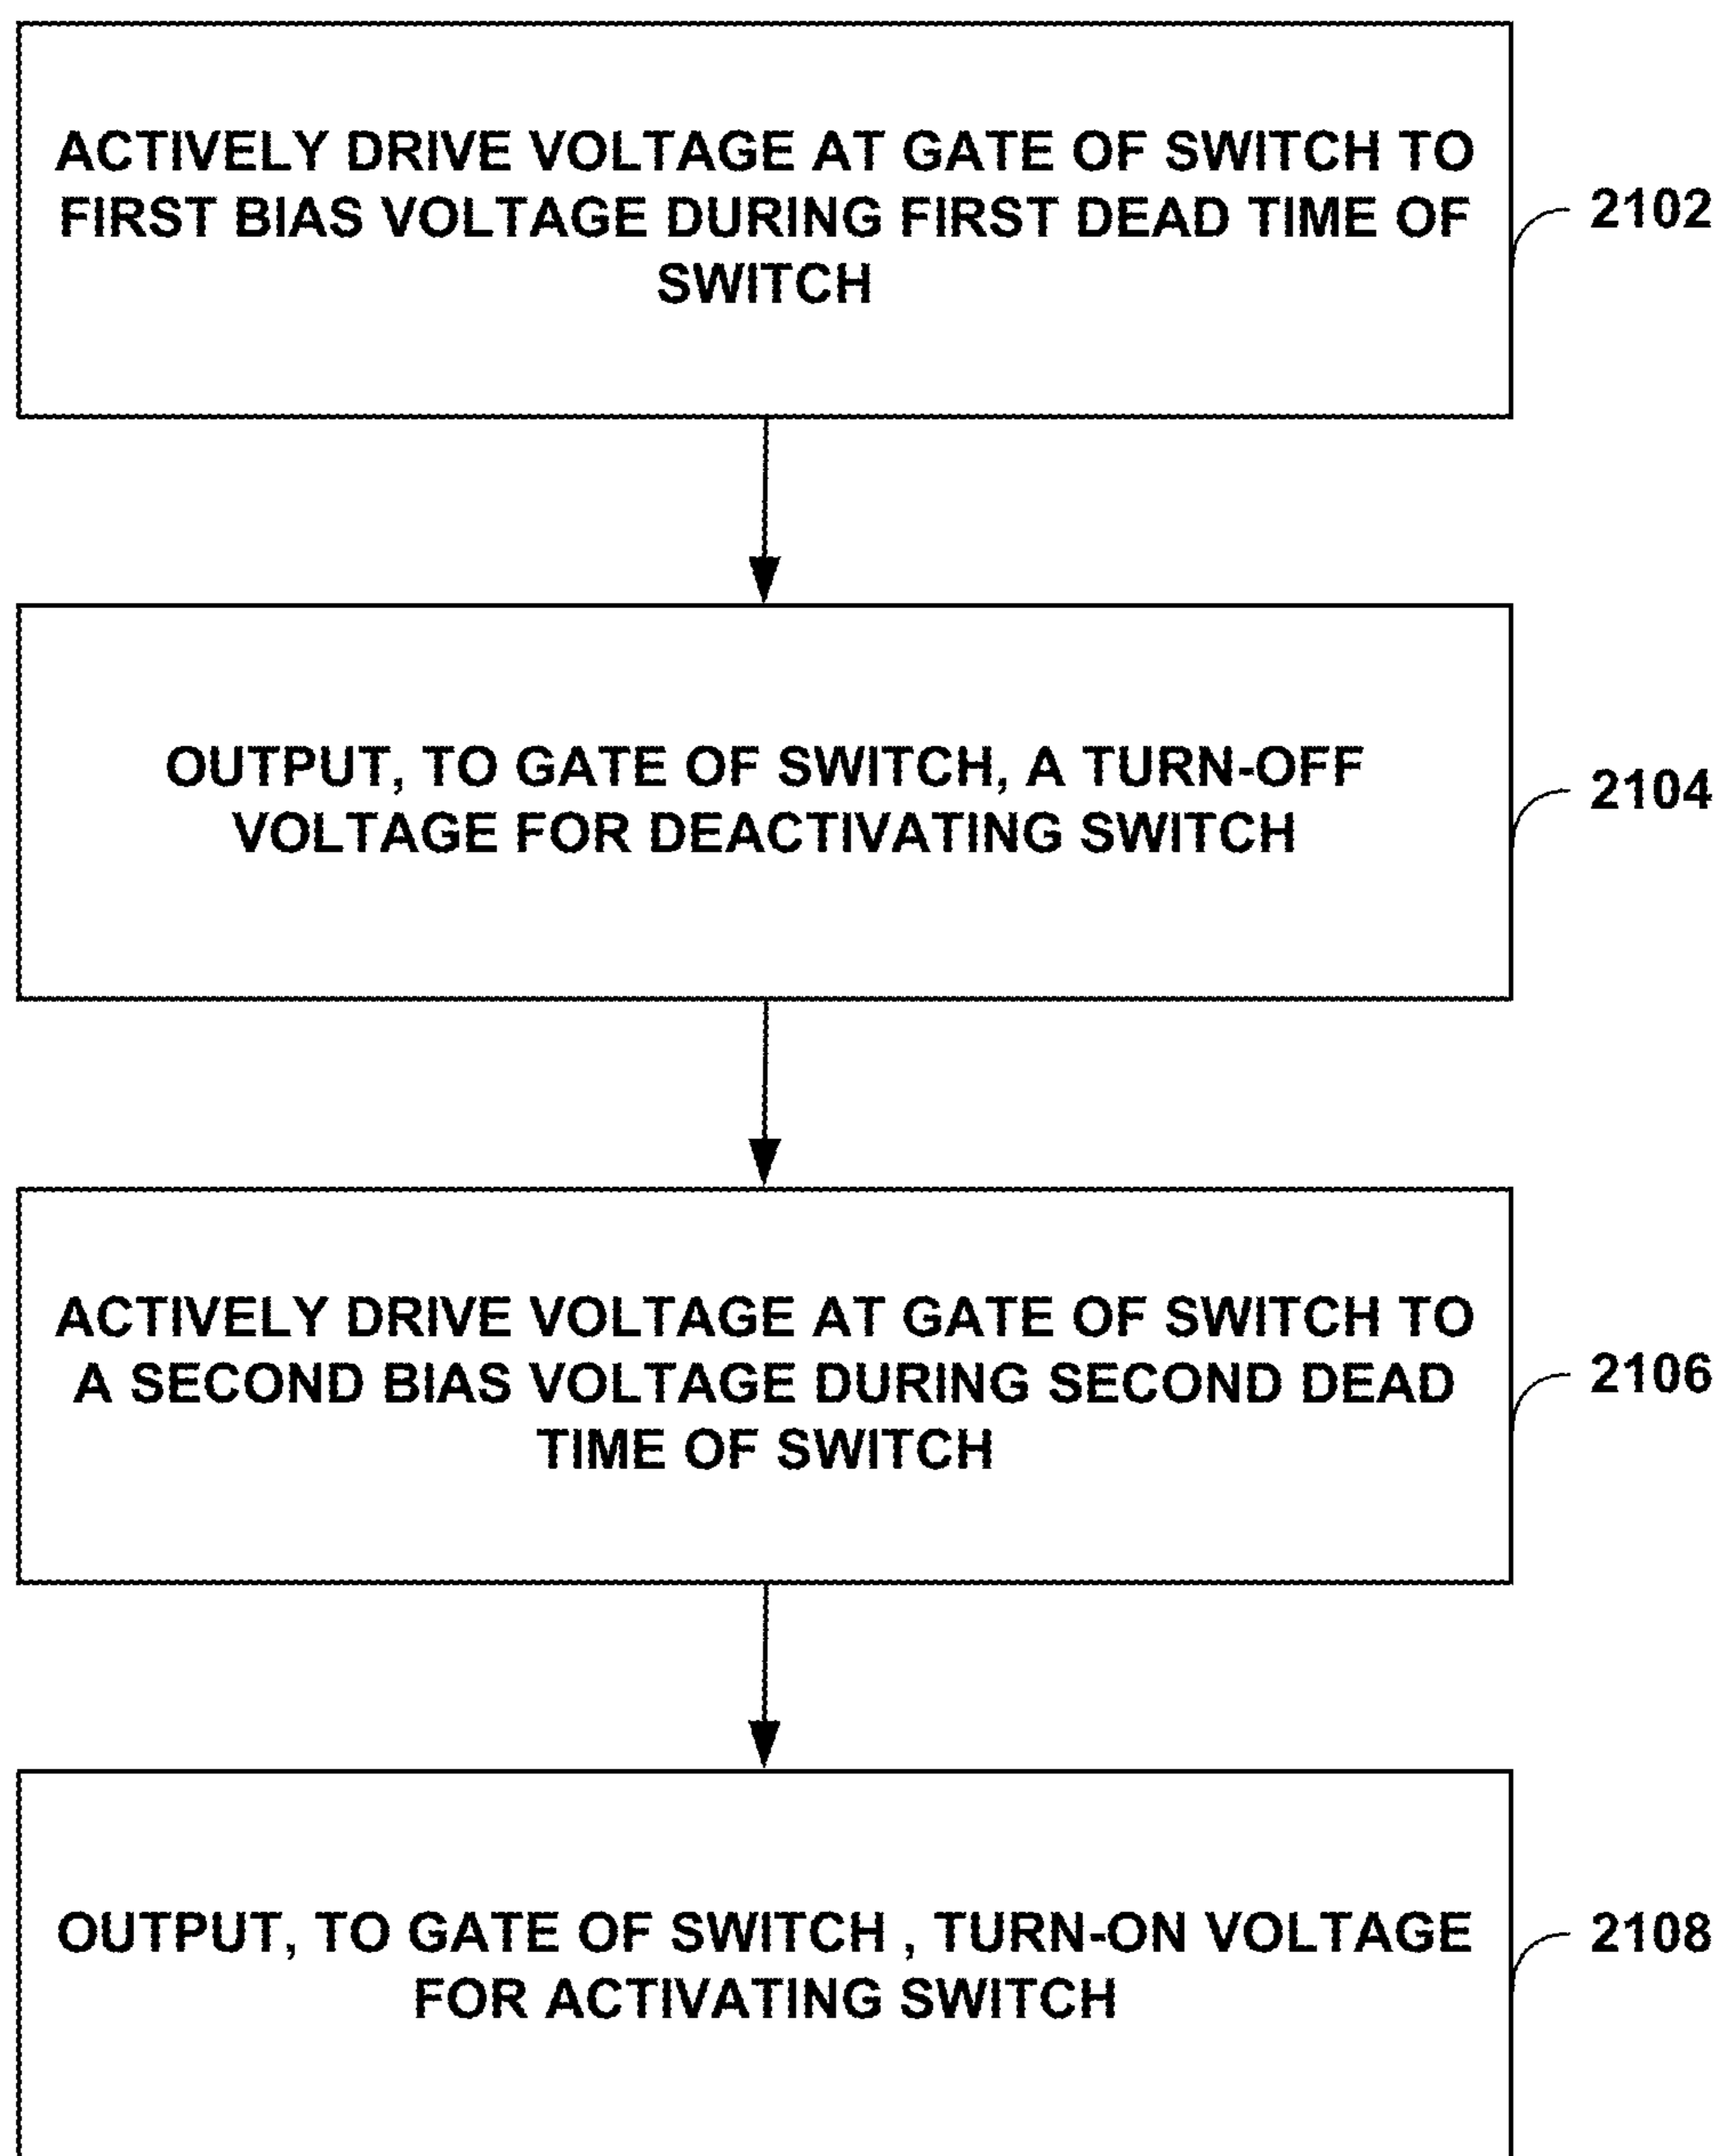 ACTIVELY DRIVE VOLTAGE AT GATE OF SWITCH TO
FIRST BIAS VOLTAGE DURING FIRST DEAD TIME OF
SWITCH
2102
OUTPUT, TO GATE OF SWITCH, A TURN-OFF
VOLTAGE FOR DEACTIVATING SWITCH
2104
ACTIVELY DRIVE VOLTAGE AT GATE OF SWITCH TO
A SECOND BIAS VOLTAGE DURING SECOND DEAD
TIME OF SWITCH
2106
OUTPUT, TO GATE OF SWITCH , TURN-ON VOLTAGE
FOR ACTIVATING SWITCH
2108